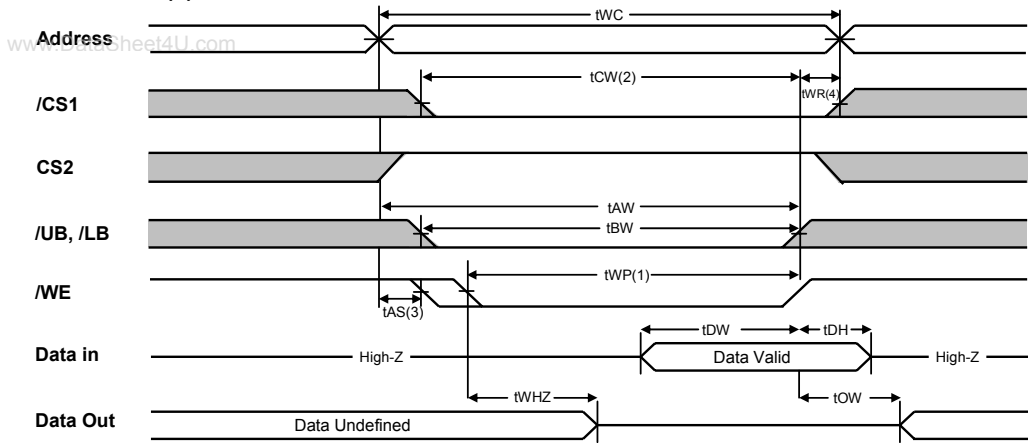 tWC
Address
www.DataSheet4U.com
tCW(2)
tWR(4)
/CS1
CS2
tAW
/UB, /LB
tBW
/WE
tWP(1)
tAS(3)
tDW
tDH
Data in
High-Z
Data Valid
High-Z
tWHZ
tOW
Data Out
Data Undefined